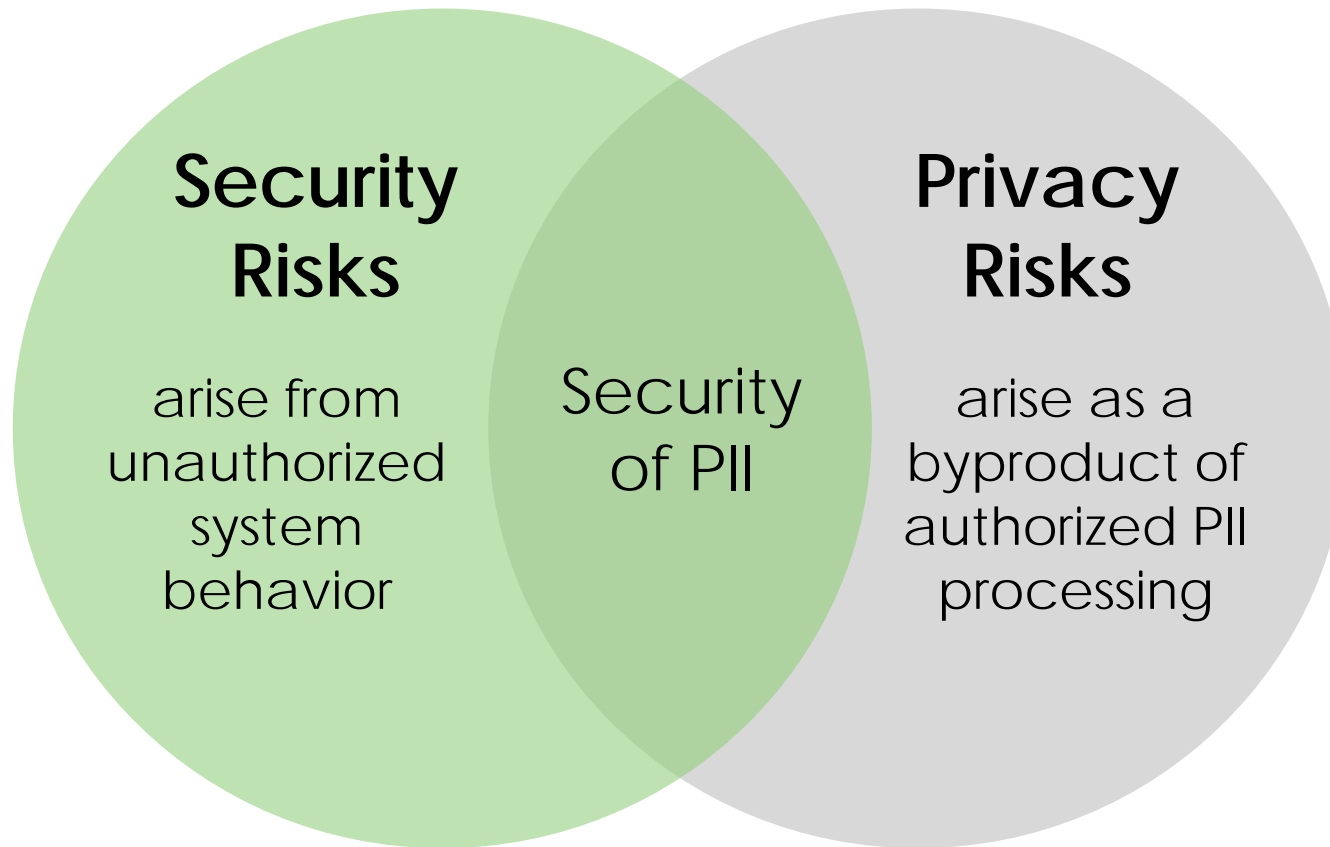 Security
Risks
arise from
unauthorized
system
behavior
Security
of PII
Privacy
Risks
arise as a
byproduct of
authorized PII
processing